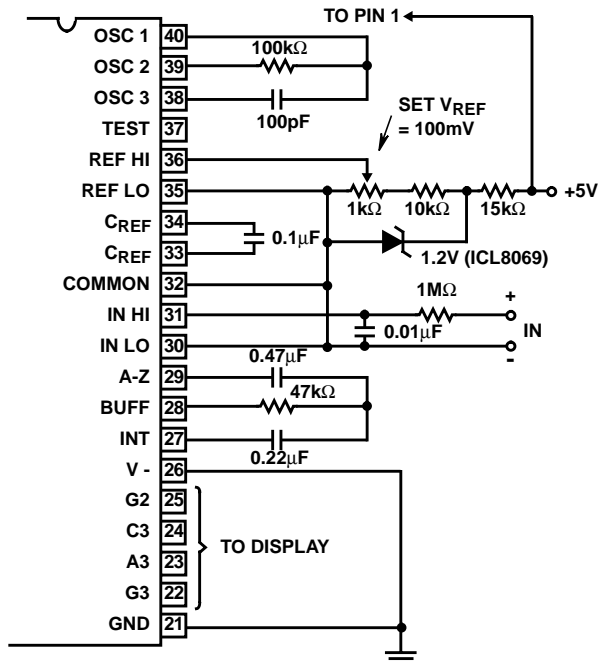 TO PIN 1
OSC 1 40
100kΩ
OSC 2 39
OSC 3 38
100pF
SET VREF
= 100mV
TEST 37
REF HI 36
REF LO 35
1kΩ 10kΩ 15kΩ +5V
CREF 34
0.1µF
CREF 33
1.2V (ICL8069)
COMMON 32
1MΩ
IN HI 31
+
0.01µF IN
IN LO 30
-
0.47µF
A-Z 29
47kΩ
BUFF 28
INT 27
0.22µF
V - 26
G2 25
C3 24
TO DISPLAY
A3 23
G3 22
GND 21